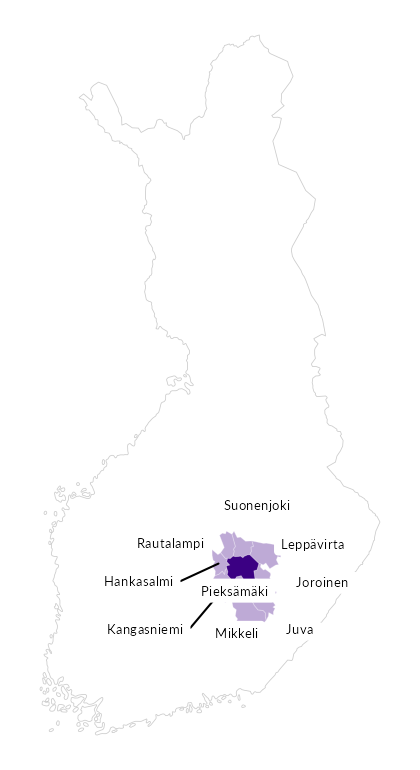 Suonenjoki
Rautalampi
Leppävirta
Hankasalmi
Joroinen
Pieksämäki
Kangasniemi
Mikkeli
Juva